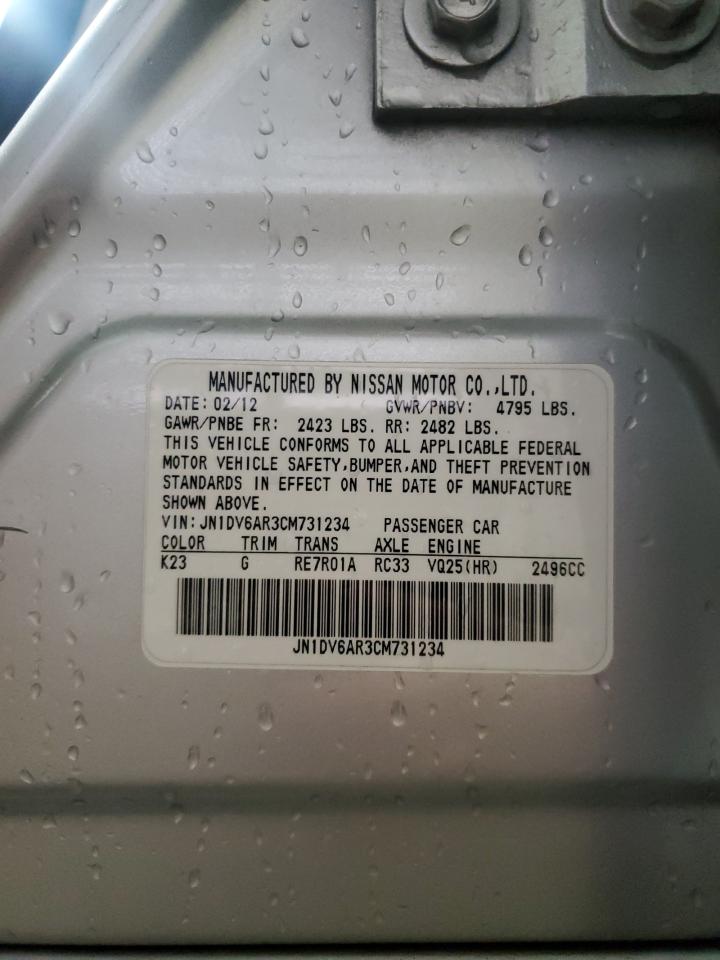 MANUFACTURED BY NISSAN MOTOR CO.,LTD.
DATE: 02/12 GVWR/PNBV: 4795 LBS.
GAWR/PNBE FR: 2423 LBS. RR: 2482 LBS.
THIS VEHICLE CONFORMS TO ALL APPLICABLE FEDERAL
MOTOR VEHICLE SAFETY,BUMPER,AND THEFT PREVENTION
STANDARDS IN EFFECT ON THE DATE OF MANUFACTURE
SHOWN ABOVE.
VIN: JN1DV6AR3CM731234 PASSENGER CAR
COLOR TRIM TRANS AXLE ENGINE
K23 G RE7R01A RC33 VQ25(HR) 2496CC
JN1DV6AR3CM731234